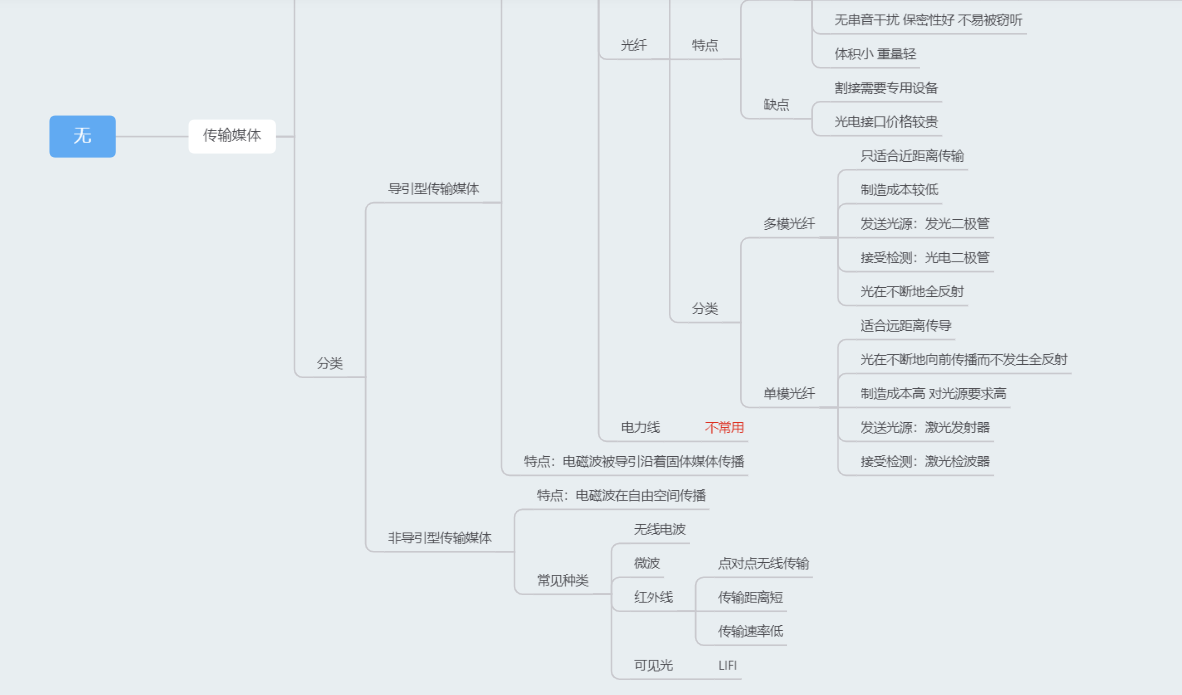 无
传输媒体
分类
导引型传输媒体
光纤
特点
无串音干扰 保密性好 不易被窃听
体积小 重量轻
缺点
割接需要专用设备
光电接口价格较贵
分类
多模光纤
只适合近距离传输
制造成本较低
发送光源：发光二极管
接受检测：光电二极管
光在不断地全反射
单模光纤
适合远距离传导
光在不断地向前传播而不发生全反射
制造成本高 对光源要求高
发送光源：激光发射器
接受检测：激光检波器
电力线
不常用
特点：电磁波被导引沿着固体媒体传播
非导引型传输媒体
特点：电磁波在自由空间传播
常见种类
无线电波
微波
红外线
点对点无线传输
传输距离短
传输速率低
可见光
LIFI